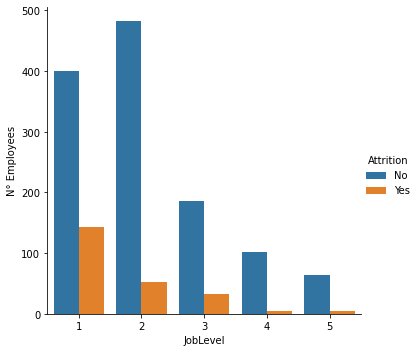 500
400
300
200
100
0
N° Employees
1 2 3 4 5
JobLevel
Attrition
No
Yes